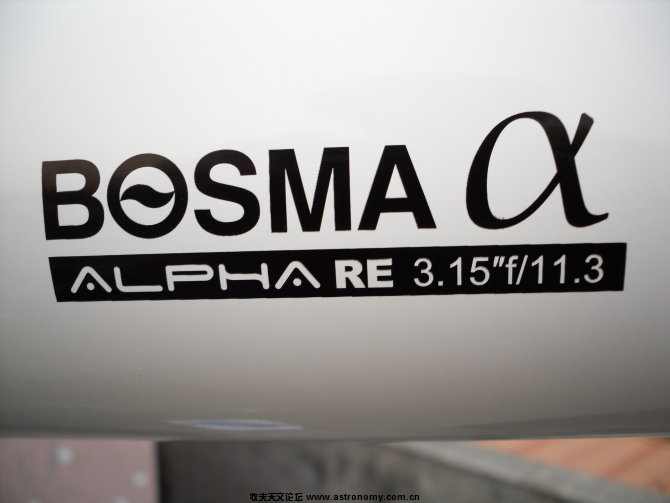 BOSMA α
ALPHA RE 3.15″f/11.3
牧夫天文论坛 www.astronomy.com.cn